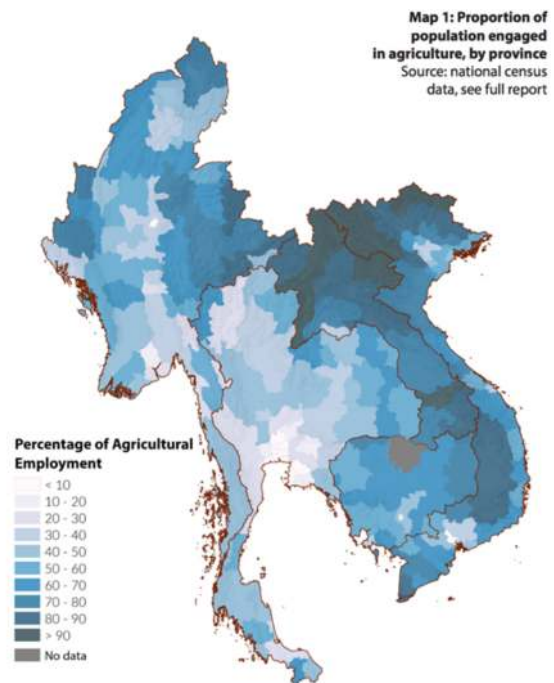 Map 1: Proportion of
population engaged
in agriculture, by province
Source: national census
data, see full report
Percentage of Agricultural
Employment
< 10
10 - 20
20 - 30
30 - 40
40 - 50
50 - 60
60 - 70
70 - 80
80 - 90
> 90
No data